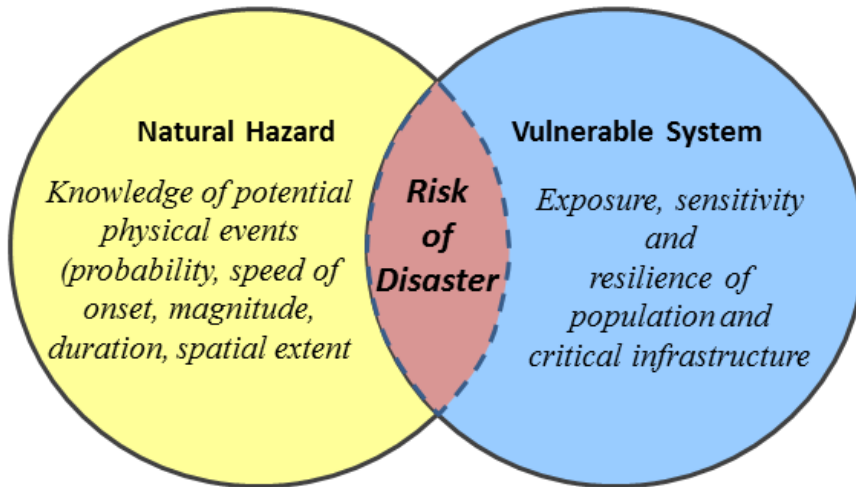 Natural Hazard
Knowledge of potential
physical events
(probability, speed of
onset, magnitude,
duration, spatial extent
Risk
of
Disaster
Vulnerable System
Exposure, sensitivity
and
resilience of
population and
critical infrastructure